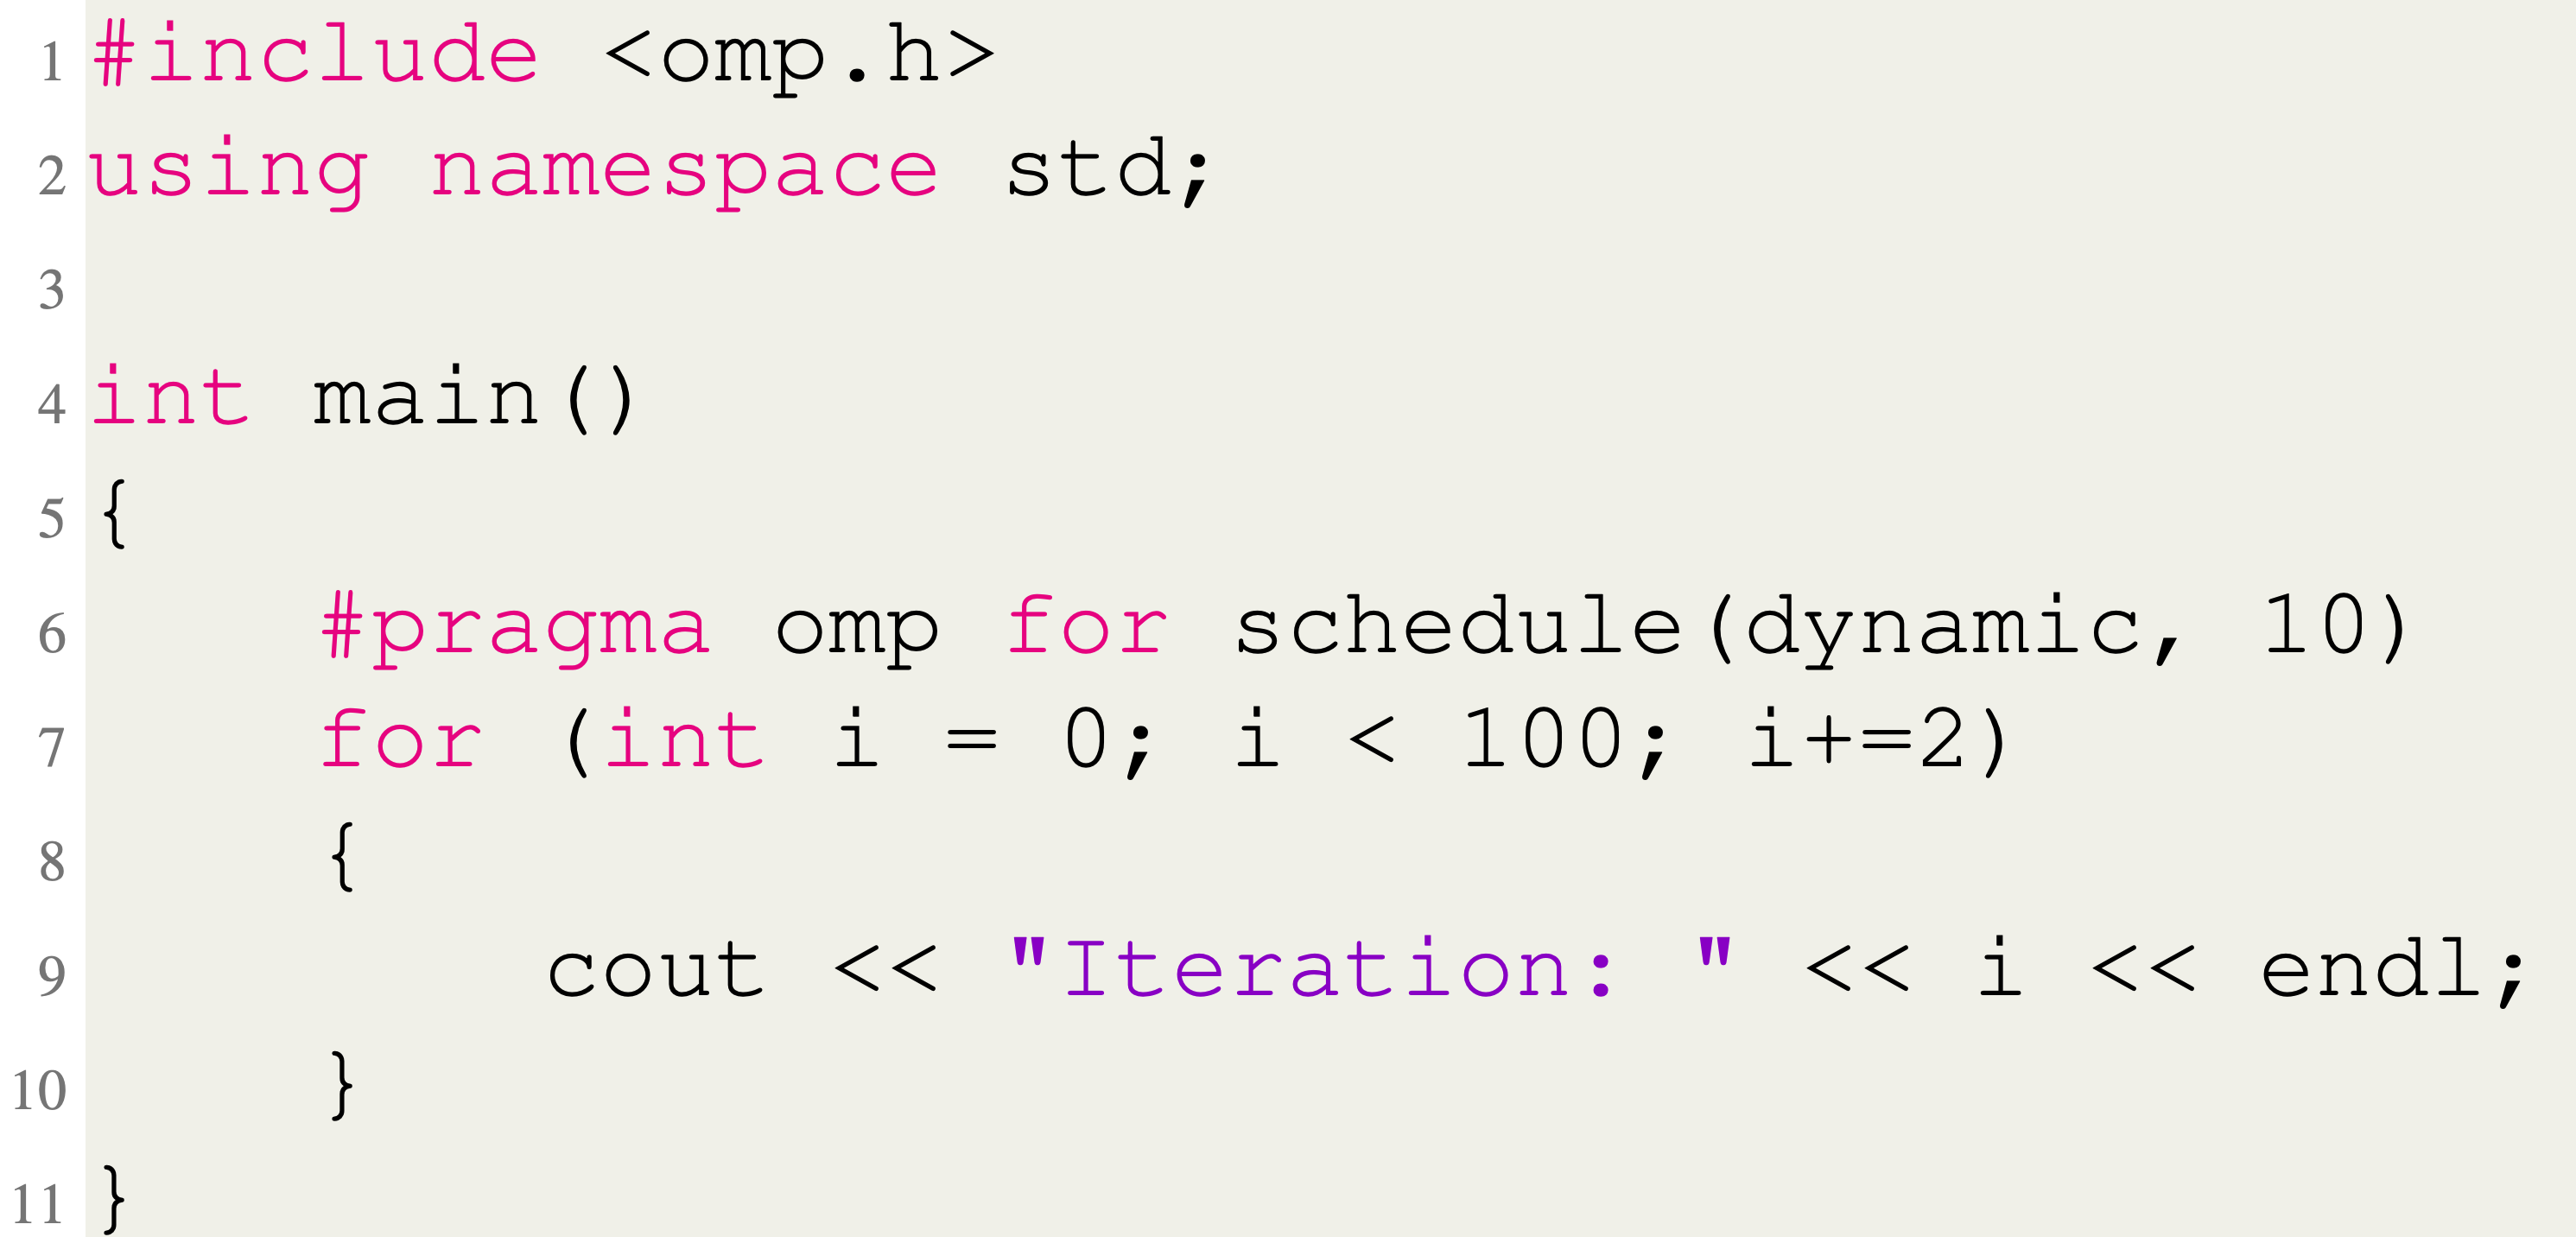 1 #include <omp.h>
2 using namespace std;
3
4 int main()
5 {
6     #pragma omp for schedule(dynamic, 10)
7     for (int i = 0; i < 100; i+=2)
8     {
9         cout << "Iteration: " << i << endl;
10     }
11 }